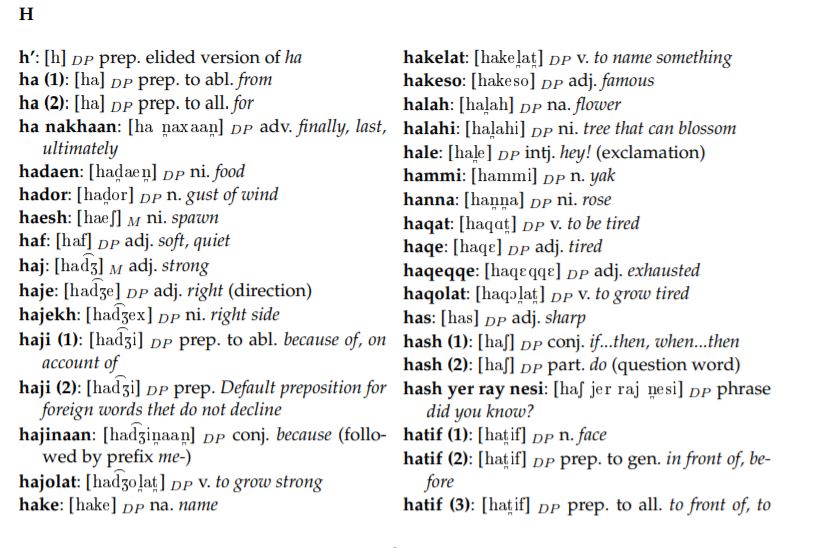 H
h′: [h] DP prep. elided version of ha
ha (1): [ha] DP prep. to abl. from
ha (2): [ha] DP prep. to all. for
ha nakhaan: [ha n̪axaan̪] DP adv. finally, last,
ultimately
hadaen: [had̪aen̪] DP ni. food
hador: [had̪or] DP n. gust of wind
haesh: [haeʃ] M ni. spawn
haf: [haf] DP adj. soft, quiet
haj: [had͡ʒ] M adj. strong
haje: [had͡ʒe] DP adj. right (direction)
hajekh: [had͡ʒex] DP ni. right side
haji (1): [had͡ʒi] DP prep. to abl. because of, on
account of
haji (2): [had͡ʒi] DP prep. Default preposition for
foreign words thet do not decline
hajinaan: [had͡ʒin̪aan̪] DP conj. because (follo-
wed by prefix me-)
hajolat: [had͡ʒol̪at̪] DP v. to grow strong
hake: [hake] DP na. name
hakelat: [hakel̪at̪] DP v. to name something
hakeso: [hakeso] DP adj. famous
halah: [hal̪ah] DP na. flower
halahi: [hal̪ahi] DP ni. tree that can blossom
hale: [hal̪e] DP intj. hey! (exclamation)
hammi: [hammi] DP n. yak
hanna: [han̪n̪a] DP ni. rose
haqat: [haqɑt̪] DP v. to be tired
haqe: [haqɛ] DP adj. tired
haqeqqe: [haqɛqqɛ] DP adj. exhausted
haqolat: [haqɔl̪at̪] DP v. to grow tired
has: [has] DP adj. sharp
hash (1): [haʃ] DP conj. if...then, when...then
hash (2): [haʃ] DP part. do (question word)
hash yer ray nesi: [haʃ jer raj n̪esi] DP phrase
did you know?
hatif (1): [hat̪if] DP n. face
hatif (2): [hat̪if] DP prep. to gen. in front of, be-
fore
hatif (3): [hat̪if] DP prep. to all. to front of, to